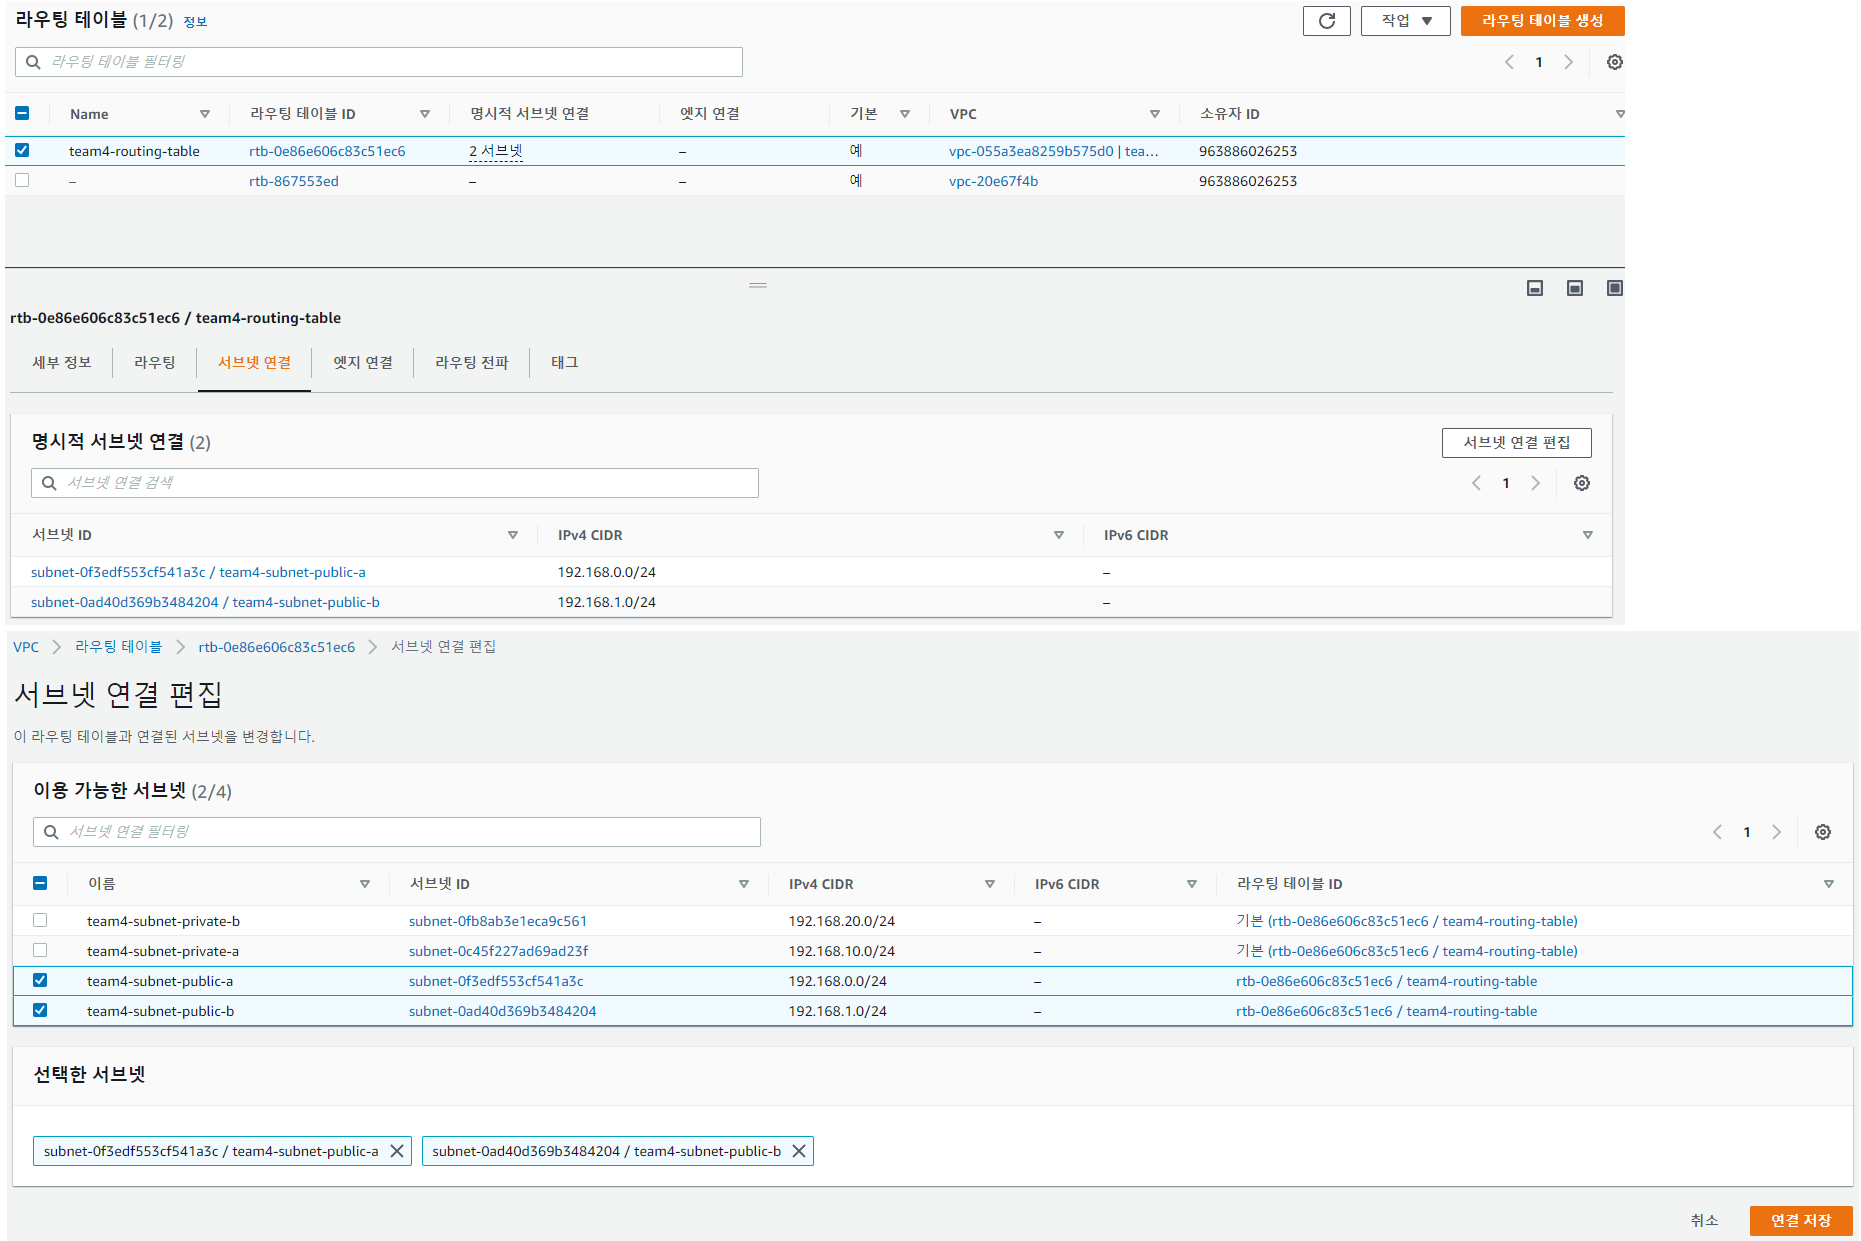 라우팅 테이블 (1/2) 정보
작업
라우팅 테이블 생성
라우팅 테이블 필터링
1
Name 라우팅 테이블 ID 명시적 서브넷 연결 엣지 연결 기본 VPC 소유자 ID
team4-routing-table rtb-0e86e606c83c51ec6 2 서브넷 – 예 vpc-055a3ea8259b575d0 | tea... 963886026253
– rtb-867553ed – – 예 vpc-20e67f4b 963886026253
rtb-0e86e606c83c51ec6 / team4-routing-table
세부 정보 라우팅 서브넷 연결 엣지 연결 라우팅 전파 태그
명시적 서브넷 연결 (2)
서브넷 연결 편집
서브넷 연결 검색
1
서브넷 ID IPv4 CIDR IPv6 CIDR
subnet-0f3edf553cf541a3c / team4-subnet-public-a 192.168.0.0/24 –
subnet-0ad40d369b3484204 / team4-subnet-public-b 192.168.1.0/24 –
VPC 라우팅 테이블 rtb-0e86e606c83c51ec6 서브넷 연결 편집
서브넷 연결 편집
이 라우팅 테이블과 연결된 서브넷을 변경합니다.
이용 가능한 서브넷 (2/4)
서브넷 연결 필터링
1
이름 서브넷 ID IPv4 CIDR IPv6 CIDR 라우팅 테이블 ID
team4-subnet-private-b subnet-0fb8ab3e1eca9c561 192.168.20.0/24 – 기본 (rtb-0e86e606c83c51ec6 / team4-routing-table)
team4-subnet-private-a subnet-0c45f227ad69ad23f 192.168.10.0/24 – 기본 (rtb-0e86e606c83c51ec6 / team4-routing-table)
team4-subnet-public-a subnet-0f3edf553cf541a3c 192.168.0.0/24 – rtb-0e86e606c83c51ec6 / team4-routing-table
team4-subnet-public-b subnet-0ad40d369b3484204 192.168.1.0/24 – rtb-0e86e606c83c51ec6 / team4-routing-table
선택한 서브넷
subnet-0f3edf553cf541a3c / team4-subnet-public-a subnet-0ad40d369b3484204 / team4-subnet-public-b
취소 연결 저장